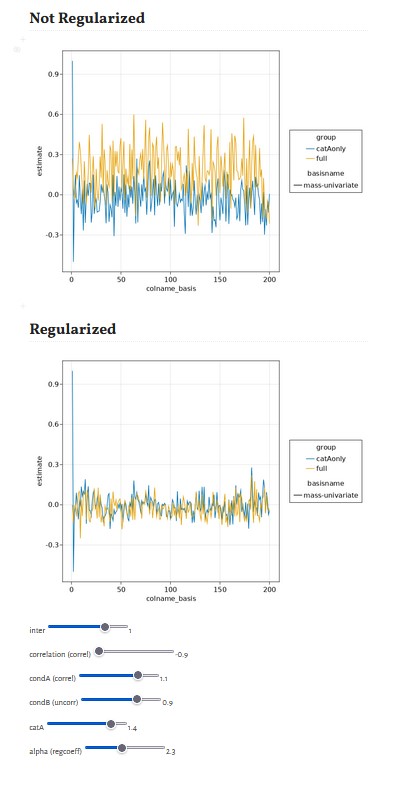 Not Regularized
0.9
0.6
0.3
0.0
-0.3
estimate
0
50
100
150
200
colname_basis
group
catAonly
full
basisname
mass-univariate
Regularized
0.9
0.6
0.3
0.0
-0.3
estimate
0
50
100
150
200
colname_basis
group
catAonly
full
basisname
mass-univariate
inter 1
correlation (correl) -0.9
condA (correl) 1.1
condB (uncorr) 0.9
catA 1.4
alpha (regcoeff) 2.3